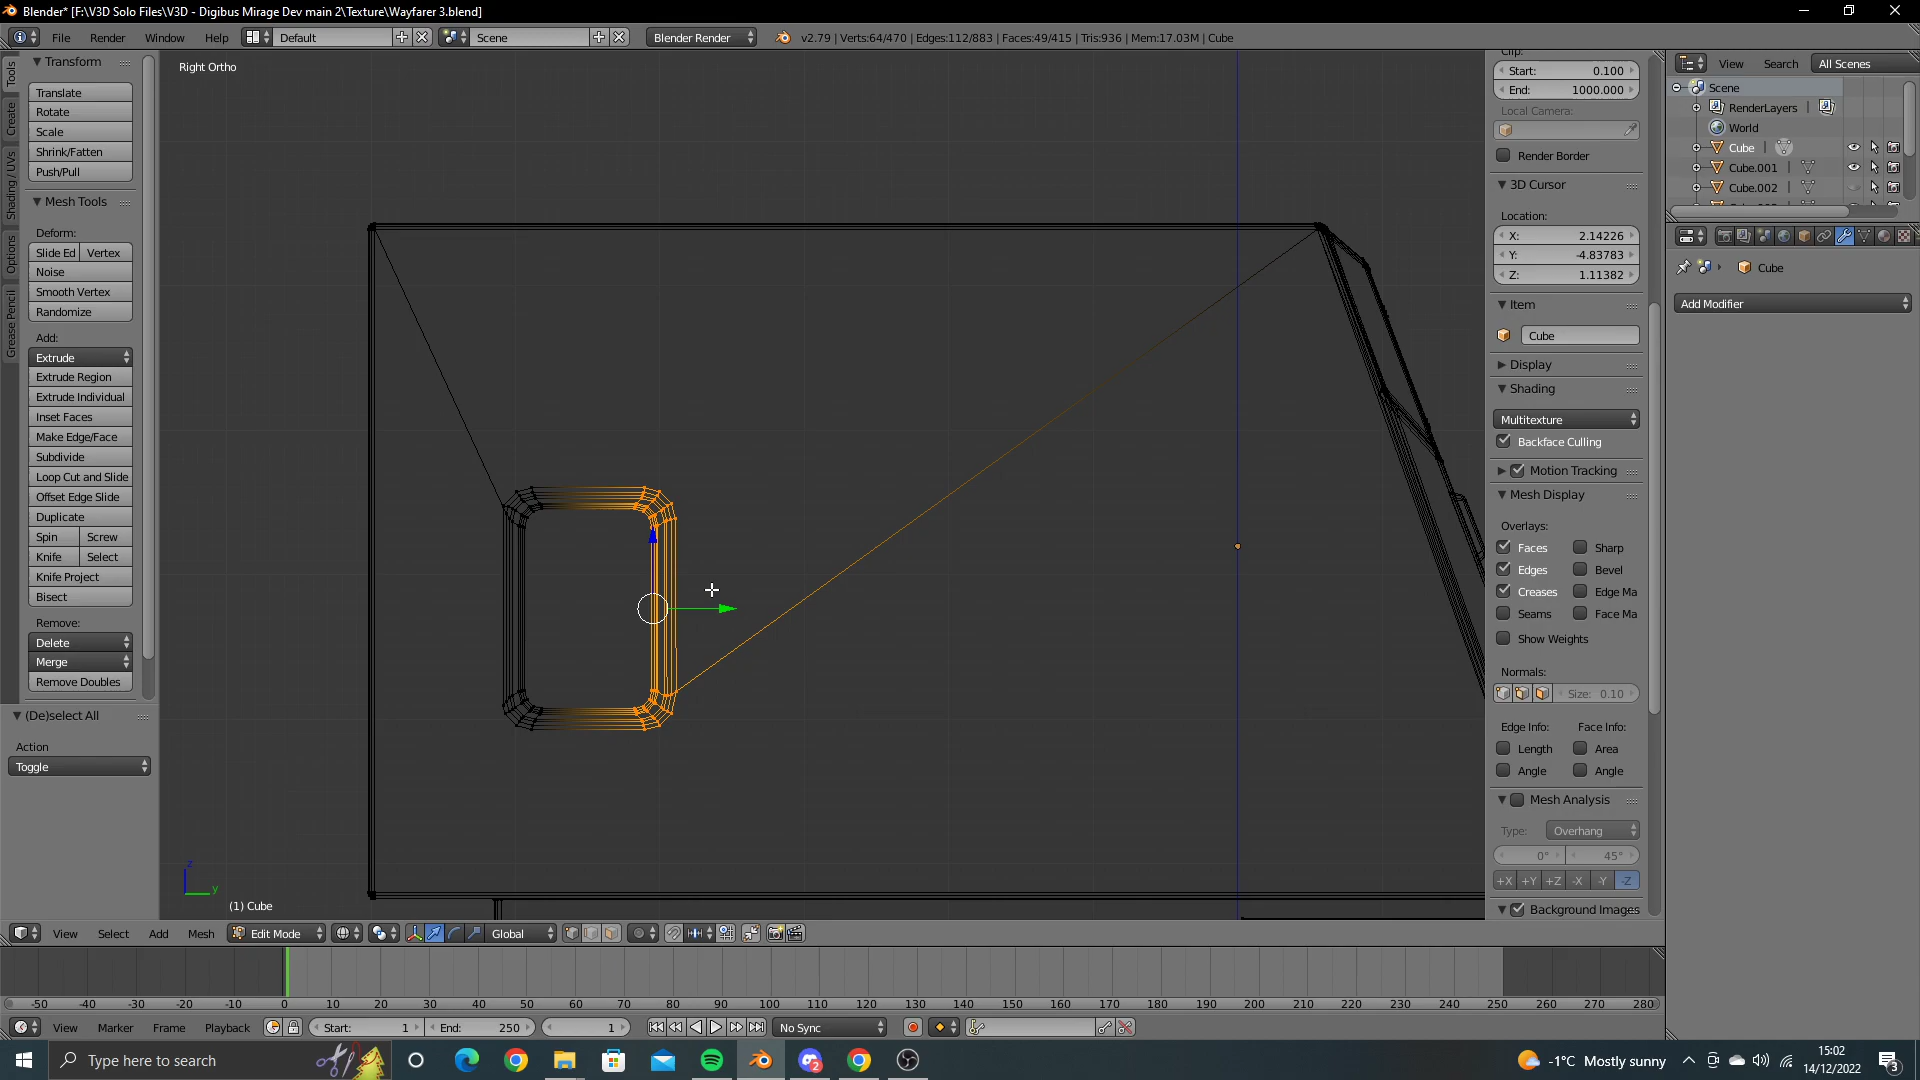 Blender* [F:\V3D Solo Files\V3D - Digibus Mirage Dev main 2\Texture\Wayfarer 3.blend]
File Render Window Help Default Scene Blender Render v2.79 | Verts:64/470 | Edges:112/883 | Faces:49/415 | Tris:936 | Mem:17.03M | Cube
Tools
Create
Shading / UVs
Options
Grease Pencil
Transform
Translate
Rotate
Scale
Shrink/Fatten
Push/Pull
Mesh Tools
Deform:
Slide Ed Vertex
Noise
Smooth Vertex
Randomize
Add:
Extrude
Extrude Region
Extrude Individual
Inset Faces
Make Edge/Face
Subdivide
Loop Cut and Slide
Offset Edge Slide
Duplicate
Spin Screw
Knife Select
Knife Project
Bisect
Remove:
Delete
Merge
Remove Doubles
(De)select All
Action
Toggle
Right Ortho
z
y
(1) Cube
Clip:
Start: 0.100
End: 1000.000
Local Camera:
Render Border
3D Cursor
Location:
X: 2.14226
Y: -4.83783
Z: 1.11382
Item
Cube
Display
Shading
Multitexture
Backface Culling
Motion Tracking
Mesh Display
Overlays:
Faces Sharp
Edges Bevel
Creases Edge Ma
Seams Face Ma
Show Weights
Normals:
Size: 0.10
Edge Info: Face Info:
Length Area
Angle Angle
Mesh Analysis
Type: Overhang
0° 45°
+X +Y +Z -X -Y -Z
Background Images
View Search All Scenes
Scene
RenderLayers
World
Cube
Cube.001
Cube.002
Cube
Add Modifier
View Select Add Mesh Edit Mode Global
-50 -40 -30 -20 -10 0 10 20 30 40 50 60 70 80 90 100 110 120 130 140 150 160 170 180 190 200 210 220 230 240 250 260 270 280
View Marker Frame Playback Start: 1 End: 250 1 No Sync
Type here to search
2
-1°C Mostly sunny
15:02
14/12/2022
3